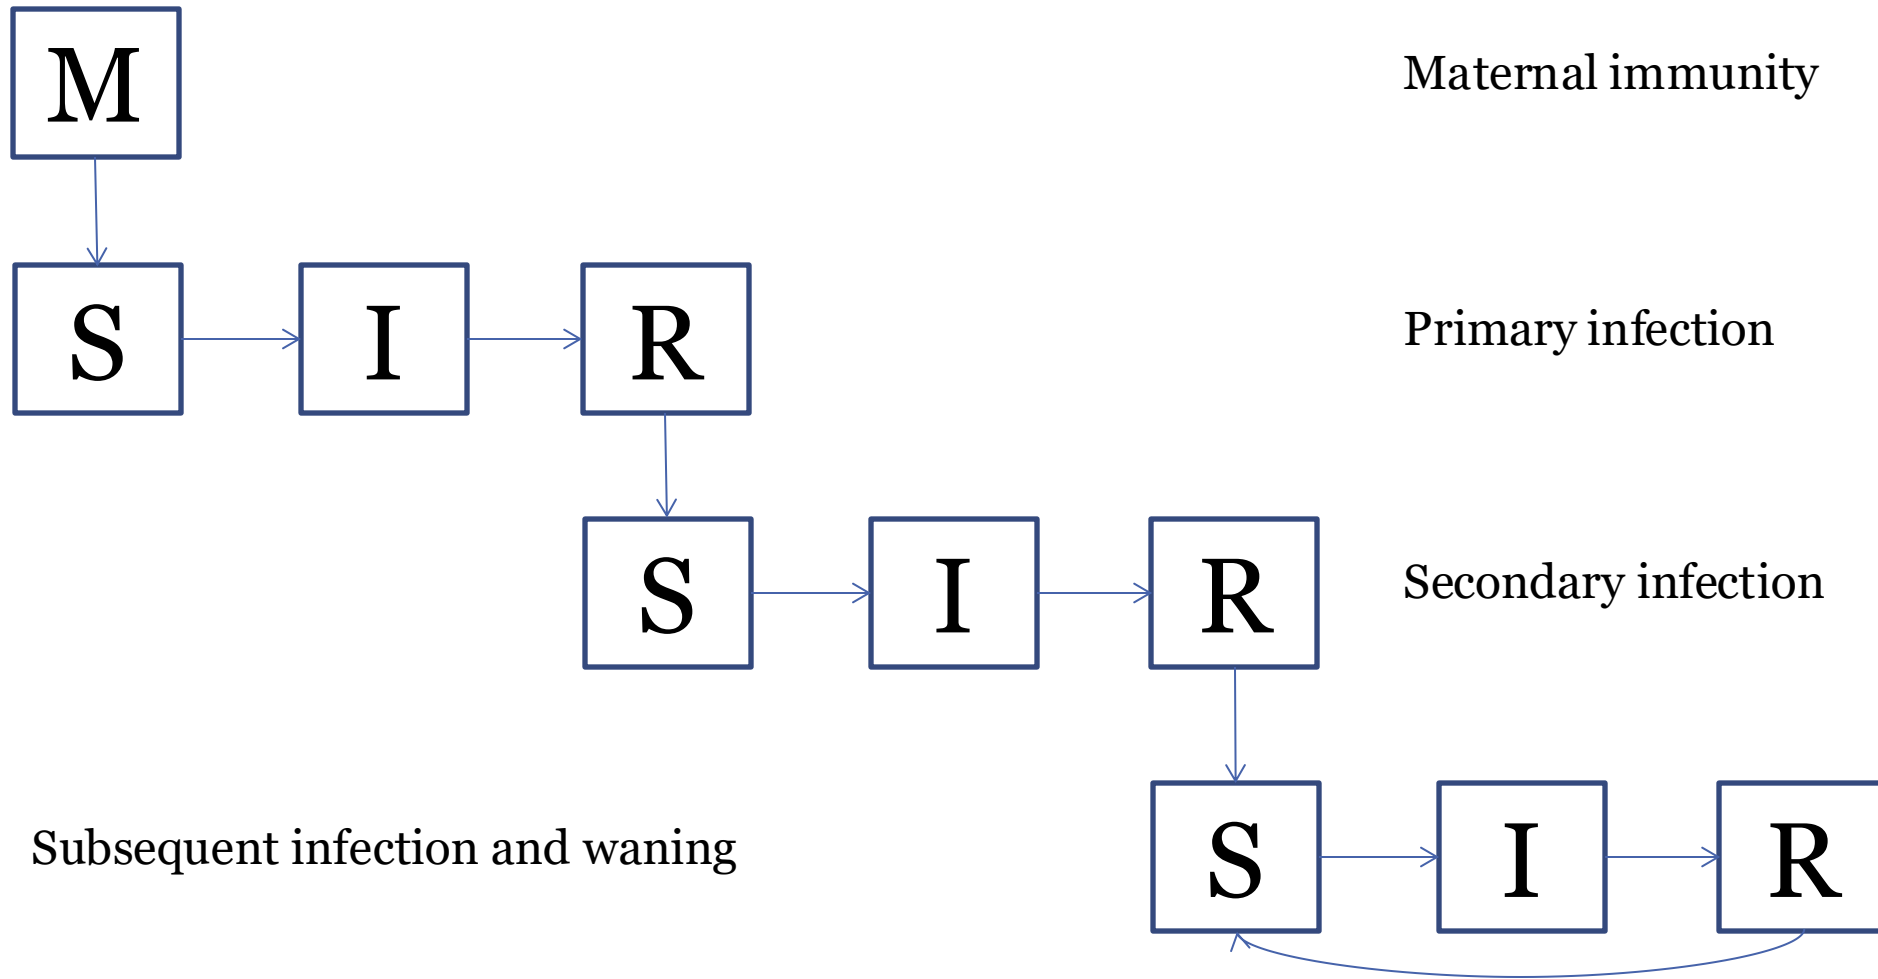 M
Maternal immunity
S I R
Primary infection
S I R
Secondary infection
Subsequent infection and waning
S I R